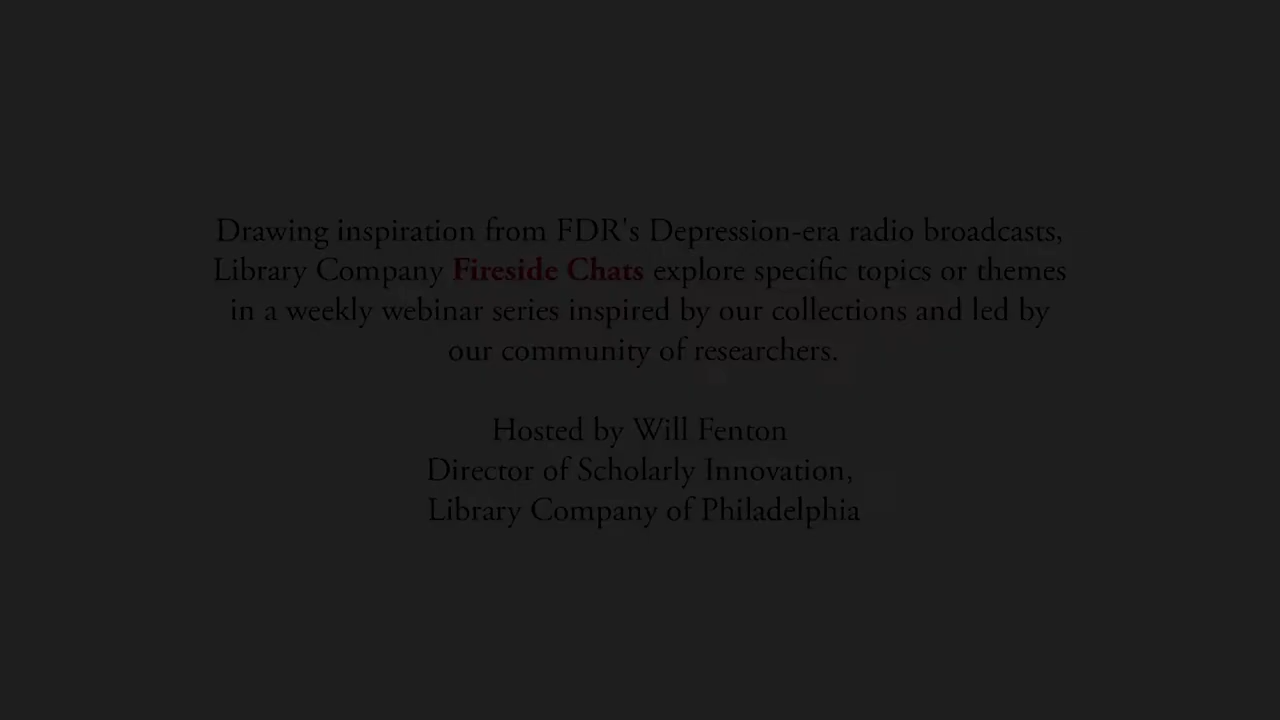 Drawing inspiration from FDR's Depression-era radio broadcasts,
Library Company Fireside Chats explore specific topics or themes
in a weekly webinar series inspired by our collections and led by
our community of researchers.
Hosted by Will Fenton
Director of Scholarly Innovation,
Library Company of Philadelphia